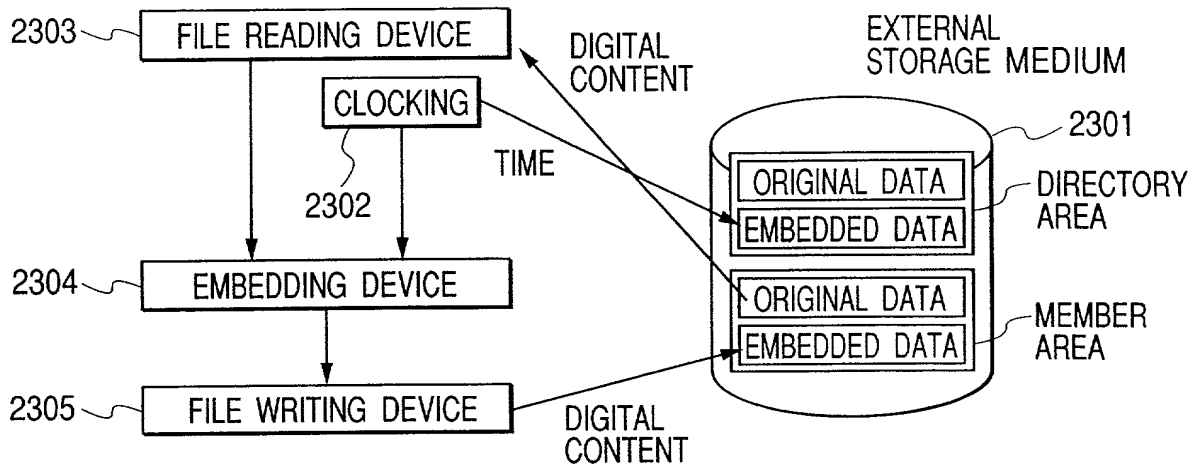 2303
FILE READING DEVICE
DIGITAL
CONTENT
EXTERNAL
STORAGE MEDIUM
CLOCKING
2301
TIME
2302
ORIGINAL DATA
EMBEDDED DATA
DIRECTORY
AREA
2304
EMBEDDING DEVICE
ORIGINAL DATA
EMBEDDED DATA
MEMBER
AREA
2305
FILE WRITING DEVICE
DIGITAL
CONTENT